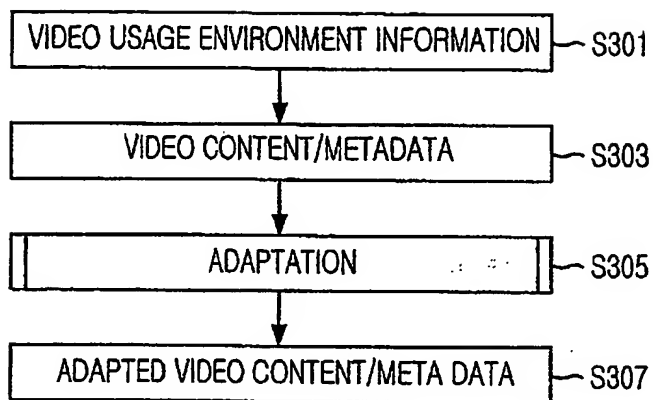 VIDEO USAGE ENVIRONMENT INFORMATION S301
VIDEO CONTENT/METADATA S303
ADAPTATION S305
ADAPTED VIDEO CONTENT/META DATA S307